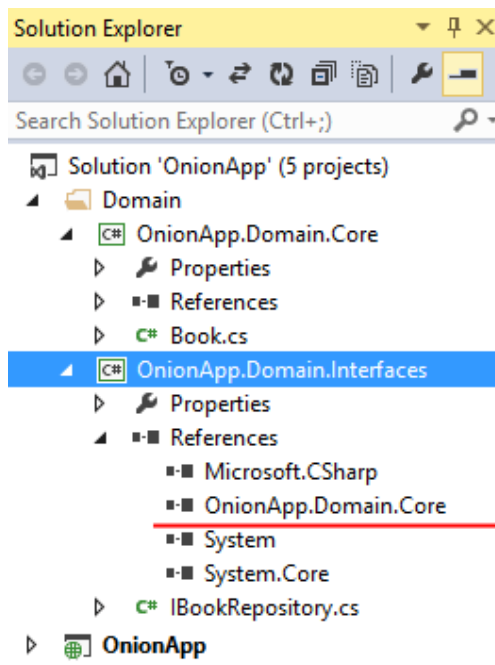 Solution Explorer
Search Solution Explorer (Ctrl+;)
Solution 'OnionApp' (5 projects)
Domain
C# OnionApp.Domain.Core
Properties
References
C# Book.cs
C# OnionApp.Domain.Interfaces
Properties
References
Microsoft.CSharp
OnionApp.Domain.Core
System
System.Core
C# IBookRepository.cs
OnionApp